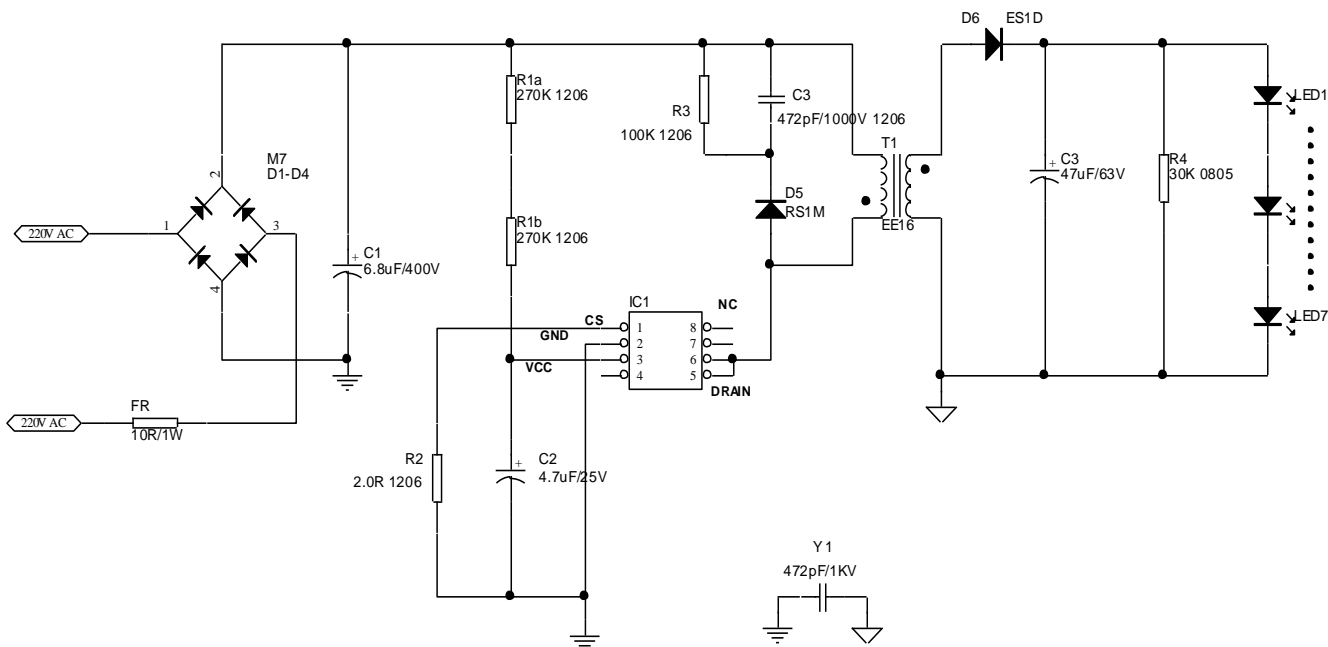 D6 ES1D
R1a
270K 1206
R3
100K 1206
C3
472pF/1000V 1206
T1
LED1
M7
D1-D4
2
1
3
4
220V AC
C1
+
6.8uF/400V
R1b
270K 1206
D5
RS1M
EE16
C3
+
47uF/63V
R4
30K 0805
IC1
NC
CS
GND
VCC
DRAIN
1 8
2 7
3 6
4 5
LED7
220V AC
FR
10R/1W
R2
2.0R 1206
C2
+
4.7uF/25V
Y1
472pF/1KV